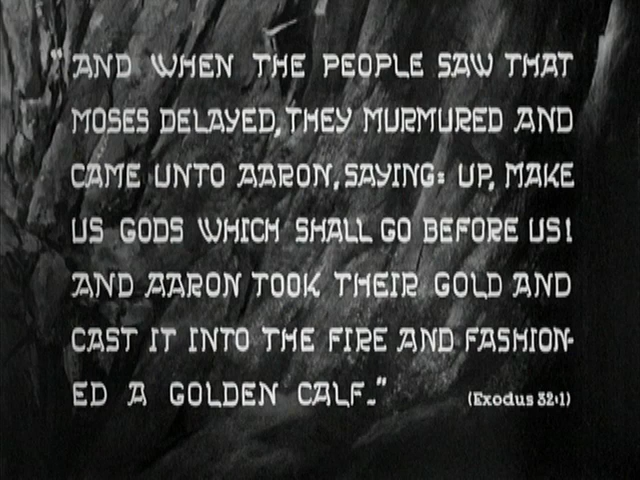 "AND WHEN THE PEOPLE SAW THAT
MOSES DELAYED, THEY MURMURED AND
CAME UNTO AARON, SAYING: UP, MAKE
US GODS WHICH SHALL GO BEFORE US!
AND AARON TOOK THEIR GOLD AND
CAST IT INTO THE FIRE AND FASHION-
ED A GOLDEN CALF."
(Exodus 32:1)